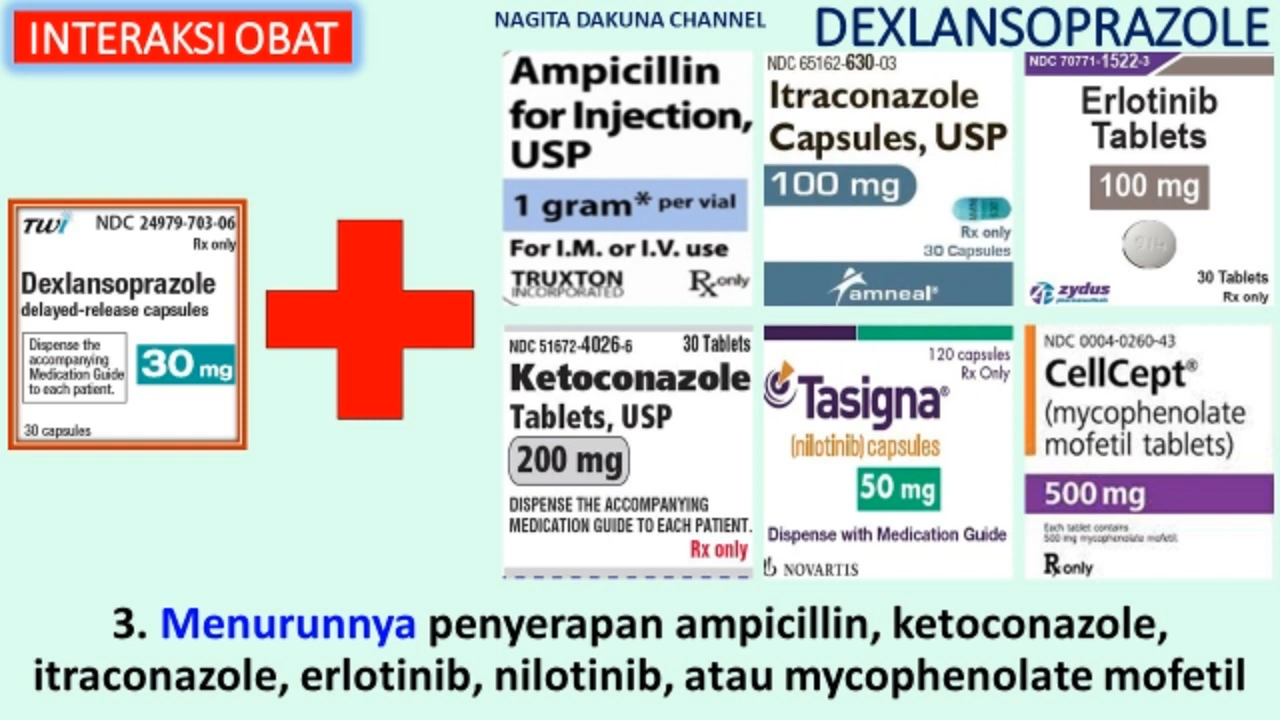 INTERAKSI OBAT
NAGITA DAKUNA CHANNEL
DEXLANSOPRAZOLE
TWi
NDC 24979-703-06
Rx only
Dexlansoprazole
delayed-release capsules
Dispense the
accompanying
Medication Guide
to each patient.
30 mg
30 capsules
Ampicillin
for Injection,
USP
1 gram* per vial
For I.M. or I.V. use
TRUXTON
INCORPORATED
Rx only
NDC 65162-630-03
Itraconazole
Capsules, USP
100 mg
Rx only
30 Capsules
amneal®
NDC 70771-1522-3
Erlotinib
Tablets
100 mg
30 Tablets
zydus
pharmaceuticals
Rx only
NDC 51672-4026-6
30 Tablets
Ketoconazole
Tablets, USP
200 mg
DISPENSE THE ACCOMPANYING
MEDICATION GUIDE TO EACH PATIENT.
Rx only
120 capsules
Rx Only
Tasigna®
(nilotinib) capsules
50 mg
Dispense with Medication Guide
NOVARTIS
NDC 0004-0260-43
CellCept®
(mycophenolate
mofetil tablets)
500 mg
Each tablet contains
500 mg mycophenolate mofetil.
Rx only
3. Menurunnya penyerapan ampicillin, ketoconazole,
itraconazole, erlotinib, nilotinib, atau mycophenolate mofetil